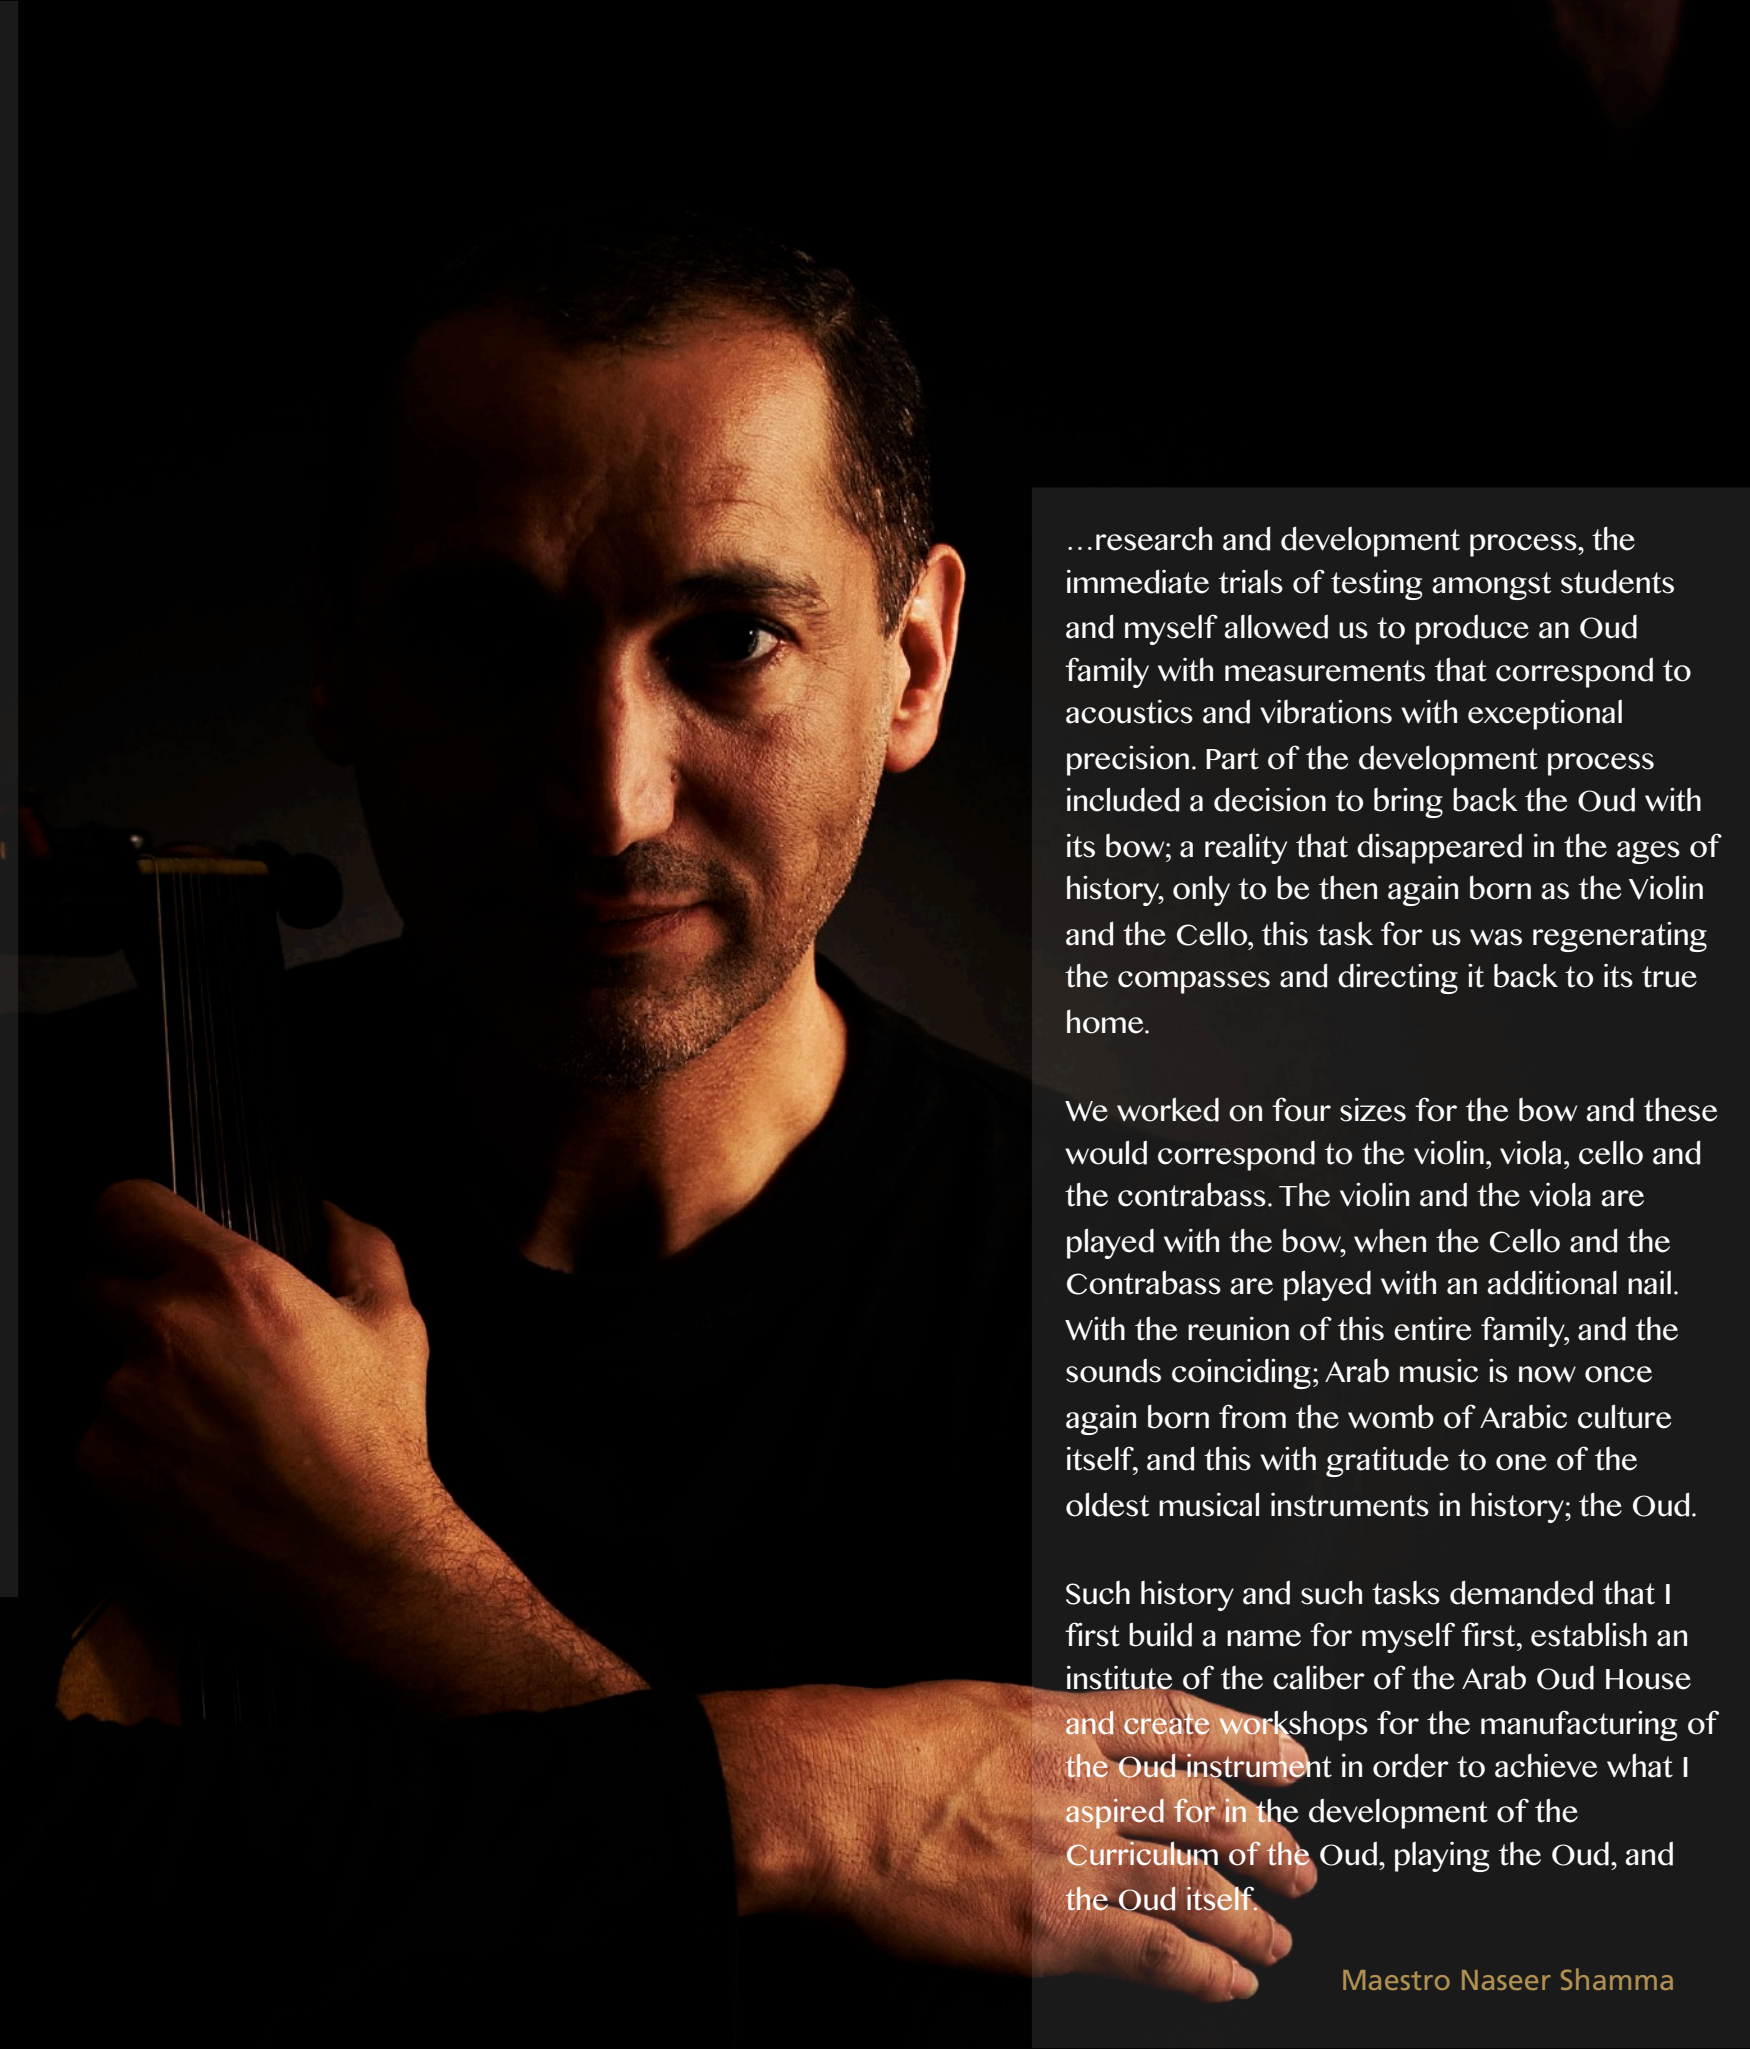 …research and development process, the
immediate trials of testing amongst students
and myself allowed us to produce an Oud
family with measurements that correspond to
acoustics and vibrations with exceptional
precision. Part of the development process
included a decision to bring back the Oud with
its bow; a reality that disappeared in the ages of
history, only to be then again born as the Violin
and the Cello, this task for us was regenerating
the compasses and directing it back to its true
home.
We worked on four sizes for the bow and these
would correspond to the violin, viola, cello and
the contrabass. The violin and the viola are
played with the bow, when the Cello and the
Contrabass are played with an additional nail.
With the reunion of this entire family, and the
sounds coinciding; Arab music is now once
again born from the womb of Arabic culture
itself, and this with gratitude to one of the
oldest musical instruments in history; the Oud.
Such history and such tasks demanded that I
first build a name for myself first, establish an
institute of the caliber of the Arab Oud House
and create workshops for the manufacturing of
the Oud instrument in order to achieve what I
aspired for in the development of the
Curriculum of the Oud, playing the Oud, and
the Oud itself.
Maestro Naseer Shamma